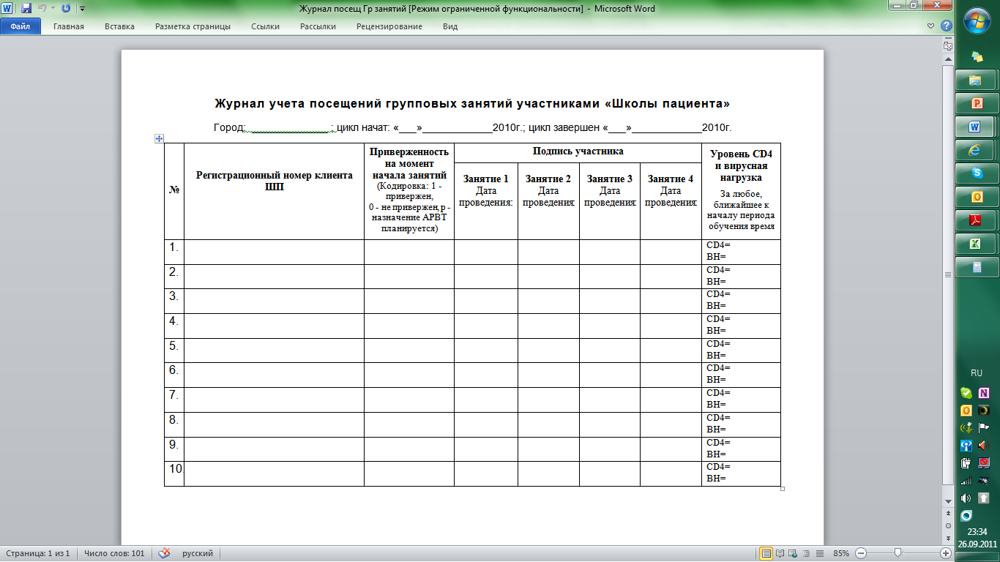 Журнал посещ Гр занятий [Режим ограниченной функциональности] - Microsoft Word
Файл Главная Вставка Разметка страницы Ссылки Рассылки Рецензирование Вид
Журнал учета посещений групповых занятий участниками «Школы пациента»
Город: _____________ ; цикл начат: «___»____________2010г.; цикл завершен «___»____________2010г.
№
Регистрационный номер клиента
ШП
Приверженность
на момент
начала занятий
(Кодировка: 1 -
привержен,
0 - не привержен, р -
назначение АРВТ
планируется)
Подпись участника
Занятие 1
Дата
проведения:
Занятие 2
Дата
проведения
Занятие 3
Дата
проведения
Занятие 4
Дата
проведения
Уровень CD4
и вирусная
нагрузка
За любое,
ближайшее к
началу периода
обучения время
1.
CD4=
ВН=
2.
CD4=
ВН=
3.
CD4=
ВН=
4.
CD4=
ВН=
5.
CD4=
ВН=
6.
CD4=
ВН=
7.
CD4=
ВН=
8.
CD4=
ВН=
9.
CD4=
ВН=
10
CD4=
ВН=
RU
23:34
26.09.2011
Страница: 1 из 1 Число слов: 101 русский 85%